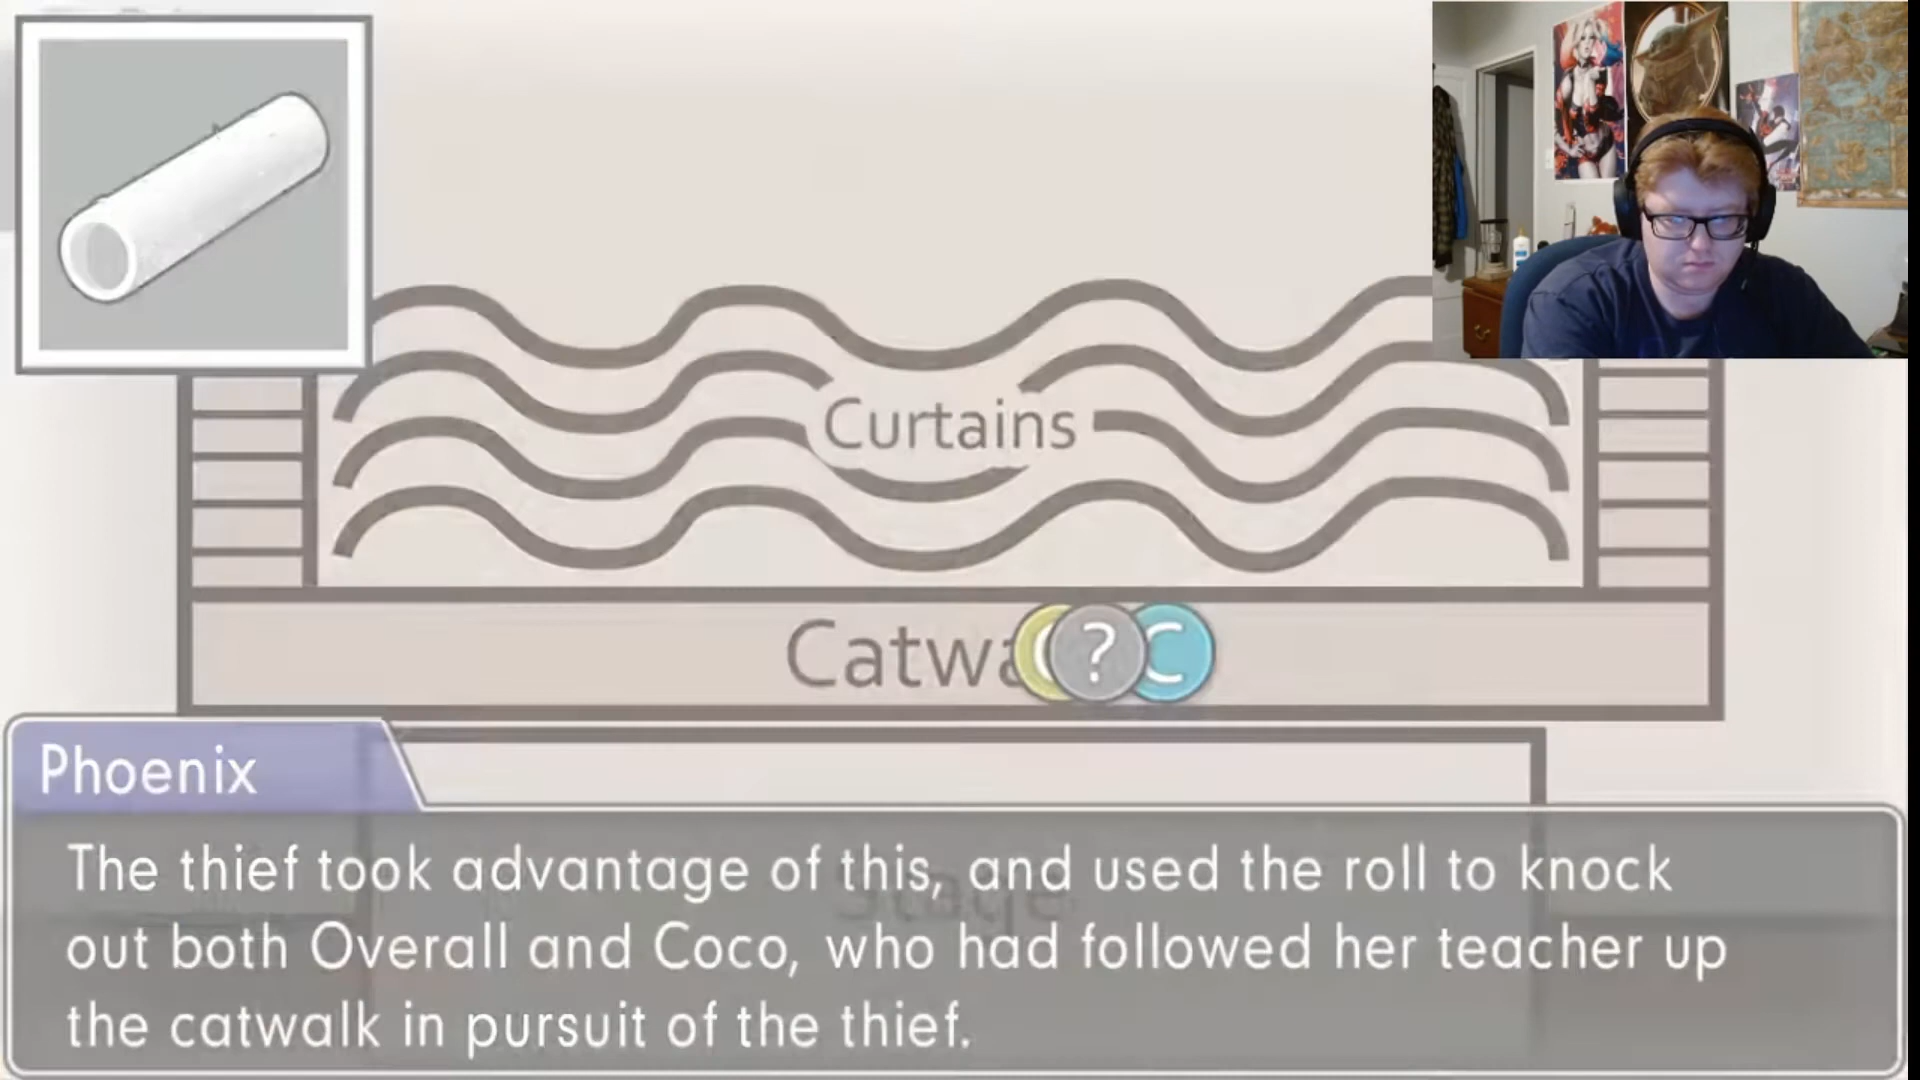 Curtains
Catwa
? C
Stage
Phoenix
The thief took advantage of this, and used the roll to knock
out both Overall and Coco, who had followed her teacher up
the catwalk in pursuit of the thief.